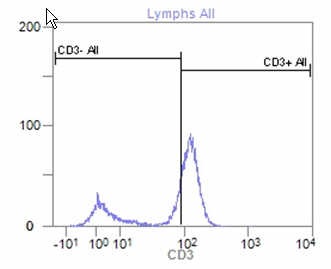 Lymphs All
200
CD3- All
CD3+ All
100
0
-10¹ 10⁰ 10¹ 10² 10³ 10⁴
CD3